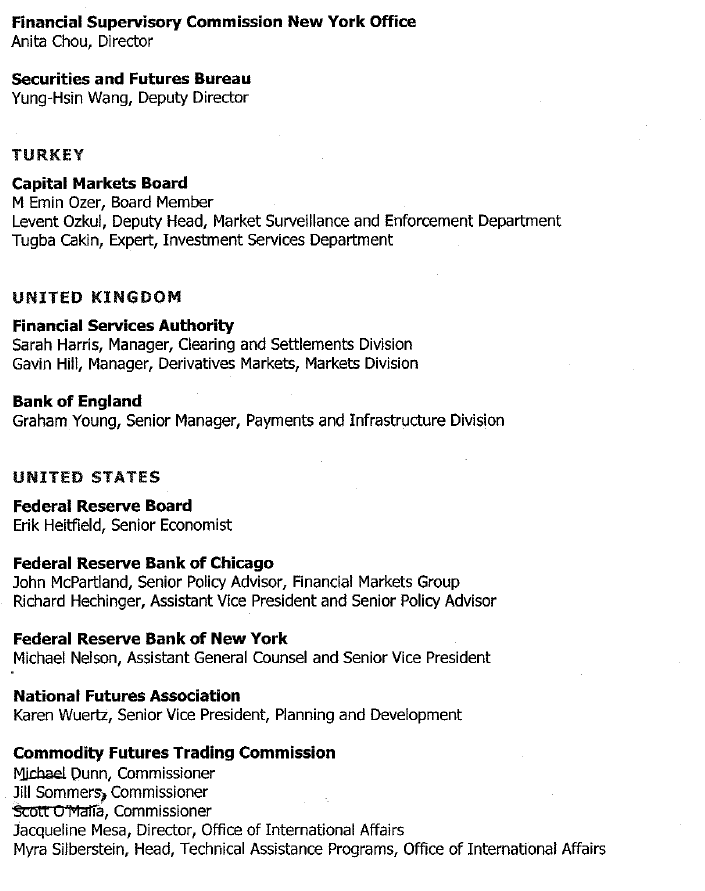 Financial Supervisory Commission New York Office
Anita Chou, Director
Securities and Futures Bureau
Yung-Hsin Wang, Deputy Director
TURKEY
Capital Markets Board
M Emin Ozer, Board Member
Levent Ozkul, Deputy Head, Market Surveillance and Enforcement Department
Tugba Cakin, Expert, Investment Services Department
UNITED KINGDOM
Financial Services Authority
Sarah Harris, Manager, Clearing and Settlements Division
Gavin Hill, Manager, Derivatives Markets, Markets Division
Bank of England
Graham Young, Senior Manager, Payments and Infrastructure Division
UNITED STATES
Federal Reserve Board
Erik Heitfield, Senior Economist
Federal Reserve Bank of Chicago
John McPartland, Senior Policy Advisor, Financial Markets Group
Richard Hechinger, Assistant Vice President and Senior Policy Advisor
Federal Reserve Bank of New York
Michael Nelson, Assistant General Counsel and Senior Vice President
National Futures Association
Karen Wuertz, Senior Vice President, Planning and Development
Commodity Futures Trading Commission
Michael Dunn, Commissioner
Jill Sommers, Commissioner
Scott O'Malia, Commissioner
Jacqueline Mesa, Director, Office of International Affairs
Myra Silberstein, Head, Technical Assistance Programs, Office of International Affairs